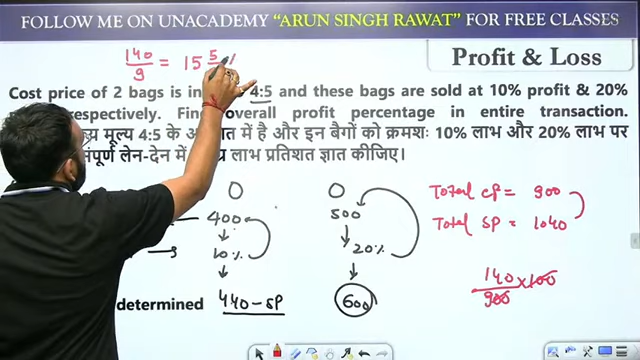 FOLLOW ME ON UNACADEMY "ARUN SINGH RAWAT" FOR FREE CLASSES
Profit & Loss
140/9 = 15 5/ %
Cost price of 2 bags is in 4:5 and these bags are sold at 10% profit & 20%
respectively. Fin overall profit percentage in entire transaction.
मूल्य 4:5 के में है और इन बैगों को क्रमशः 10% लाभ और 20% लाभ पर
लेन-देन में लाभ प्रतिशत ज्ञात कीजिए।
O O
400 500
10% 20%
440-SP 600
Total CP = 900
Total SP = 1040
140/900 × 100
determined